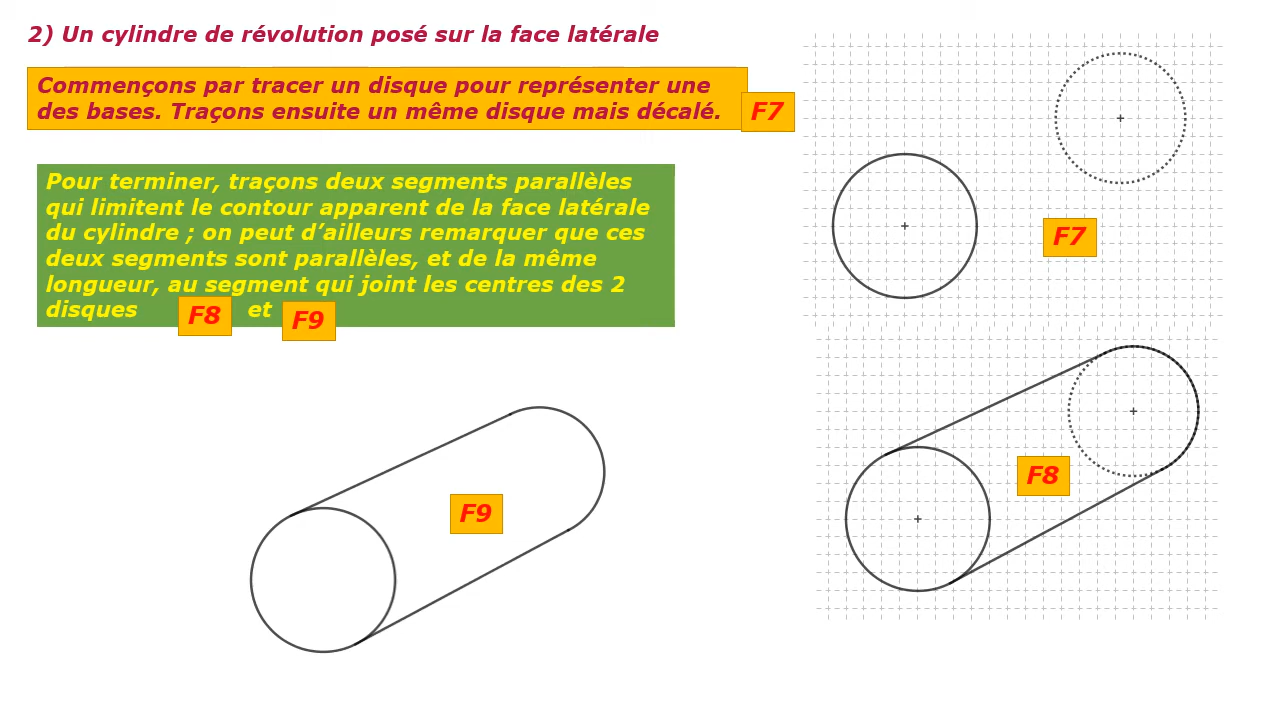 2) Un cylindre de révolution posé sur la face latérale
Commençons par tracer un disque pour représenter une
des bases. Traçons ensuite un même disque mais décalé.
F7
Pour terminer, traçons deux segments parallèles
qui limitent le contour apparent de la face latérale
du cylindre ; on peut d’ailleurs remarquer que ces
deux segments sont parallèles, et de la même
longueur, au segment qui joint les centres des 2
disques F8 et F9
F7
F8
F9